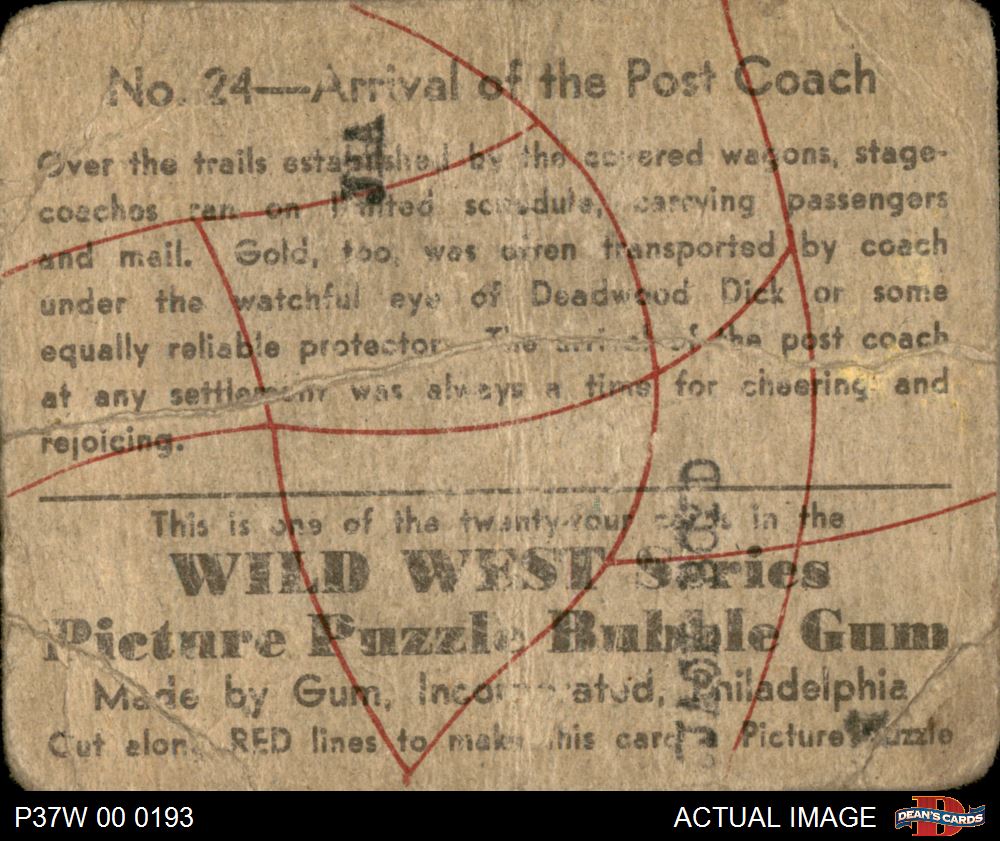 No. 24—Arrival of the Post Coach
Over the trails established by the covered wagons, stage-
coaches ran on limited schedule, carrying passengers
and mail. Gold, too, was often transported by coach
under the watchful eye of Deadwood Dick or some
equally reliable protector. The arrival of the post coach
at any settlement was always a time for cheering and
rejoicing.
This is one of the twenty-four cards in the
WILD WEST Series
Picture Puzzle Bubble Gum
Made by Gum, Incorporated, Philadelphia
Cut along RED lines to make this card a Picture Puzzle
P37W 00 0193
ACTUAL IMAGE
DEAN'S CARDS